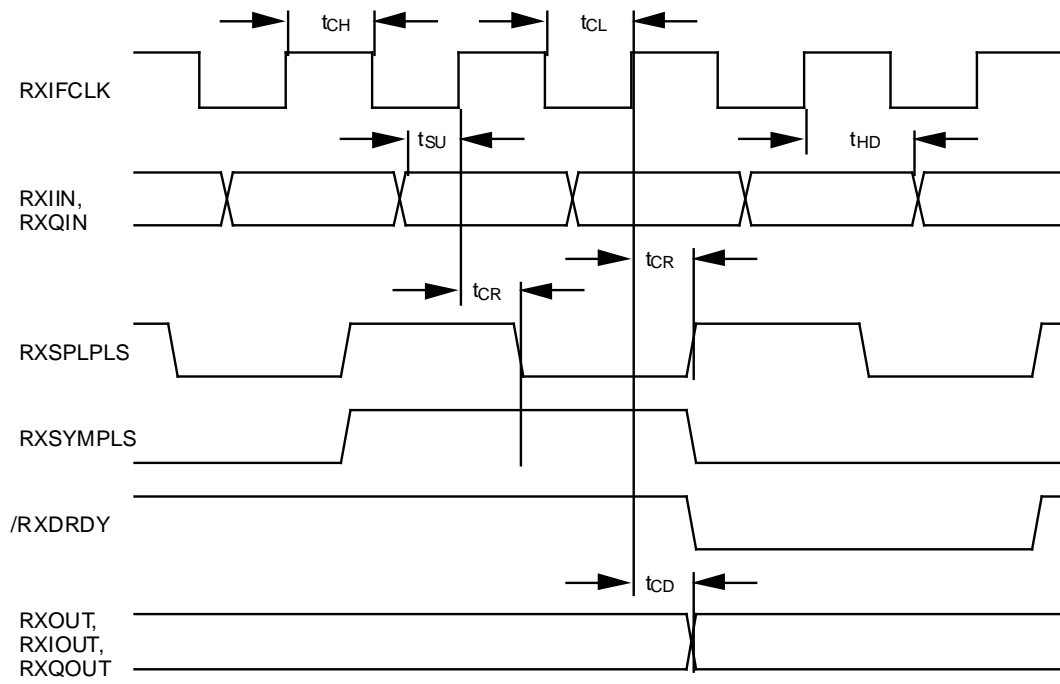 tCH
tCL
RXIFCLK
tSU
tHD
RXIIN,
RXQIN
tCR
tCR
RXSPLPLS
RXSYMPLS
/RXDRDY
tCD
RXOUT,
RXIOUT,
RXQOUT